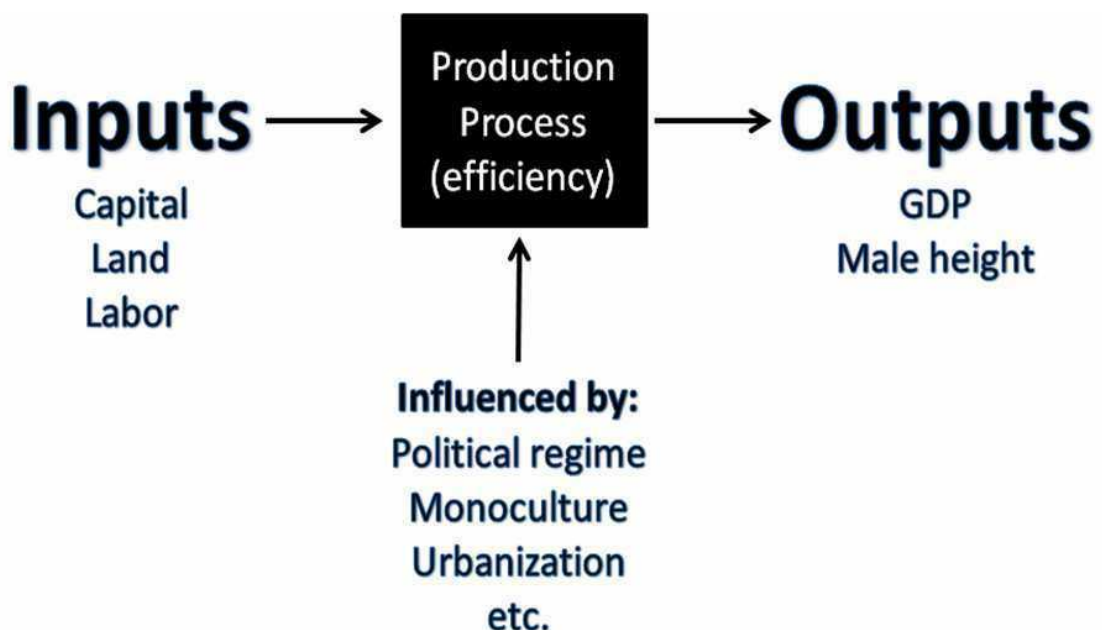 Inputs
Capital
Land
Labor
Production
Process
(efficiency)
Outputs
GDP
Male height
Influenced by:
Political regime
Monoculture
Urbanization
etc.